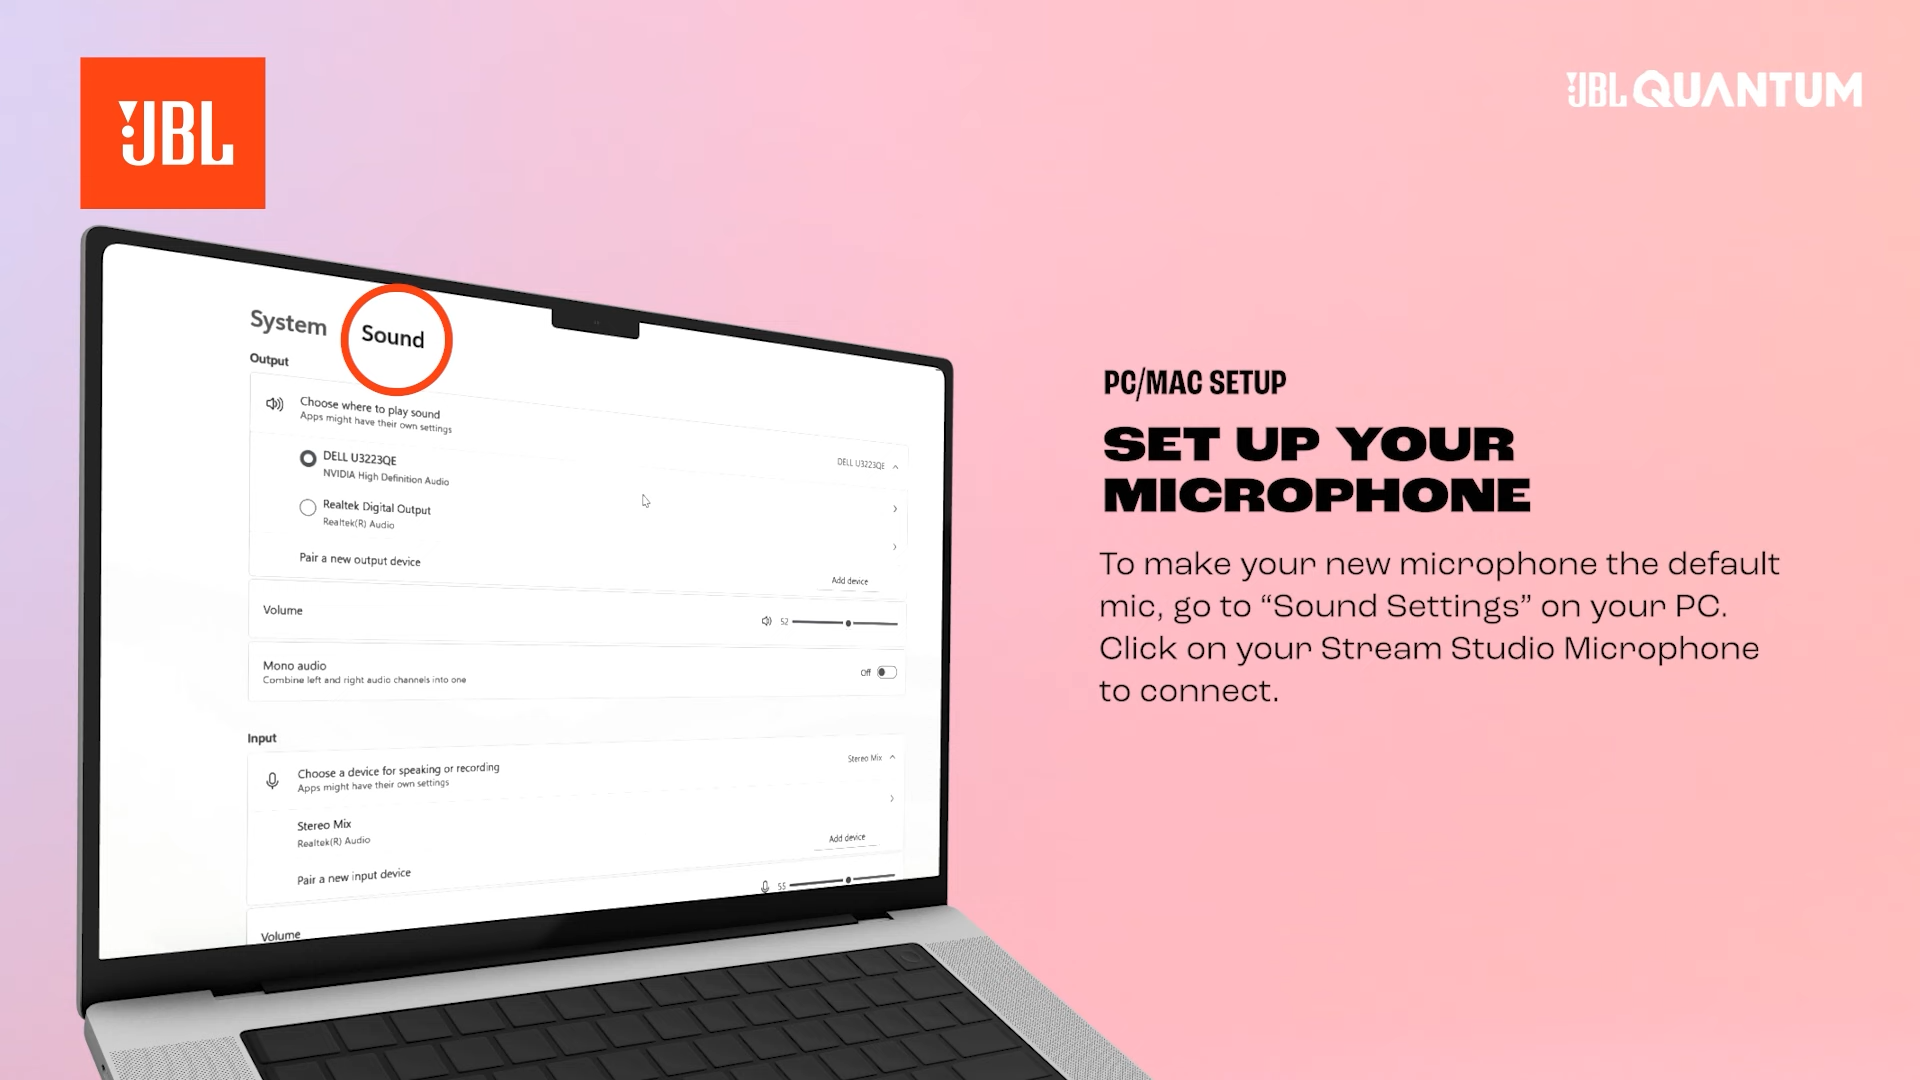 JBL
JBL QUANTUM
System Sound
Output
Choose where to play sound
Apps might have their own settings
DELL U3223QE
DELL U3223QE
NVIDIA High Definition Audio
Realtek Digital Output
Realtek(R) Audio
Pair a new output device
Add device
Volume
52
Mono audio
Combine left and right audio channels into one
Off
Input
Choose a device for speaking or recording
Apps might have their own settings
Stereo Mix
Stereo Mix
Realtek(R) Audio
Add device
Pair a new input device
55
Volume
PC/MAC SETUP
SET UP YOUR
MICROPHONE
To make your new microphone the default
mic, go to “Sound Settings” on your PC.
Click on your Stream Studio Microphone
to connect.